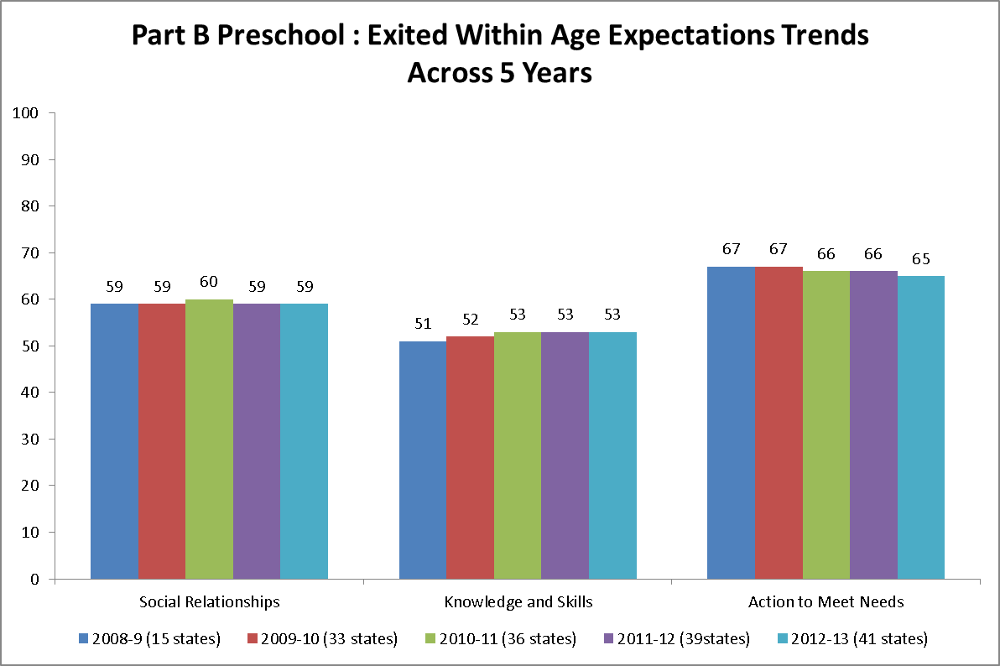 Part B Preschool : Exited Within Age Expectations Trends
Across 5 Years
100
90
80
70
60
50
40
30
20
10
0
59 59 60 59 59
51 52 53 53 53
67 67 66 66 65
Social Relationships Knowledge and Skills Action to Meet Needs
2008-9 (15 states) 2009-10 (33 states) 2010-11 (36 states) 2011-12 (39states) 2012-13 (41 states)